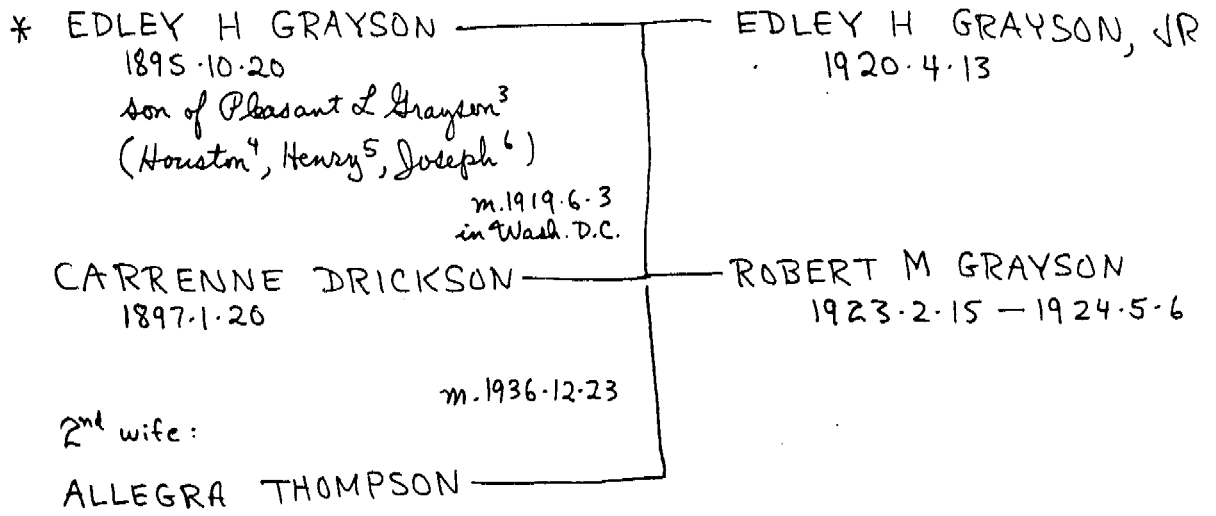 * EDLEY H GRAYSON EDLEY H GRAYSON, JR
1895·10·20 1920·4·13
son of Pleasant L Grayson³
(Houston⁴, Henry⁵, Joseph⁶)
m.1919·6·3
in Wash. D.C.
CARRENNE DRICKSON ROBERT M GRAYSON
1897·1·20 1923·2·15 — 1924·5·6
m.1936·12·23
2nd wife:
ALLEGRA THOMPSON